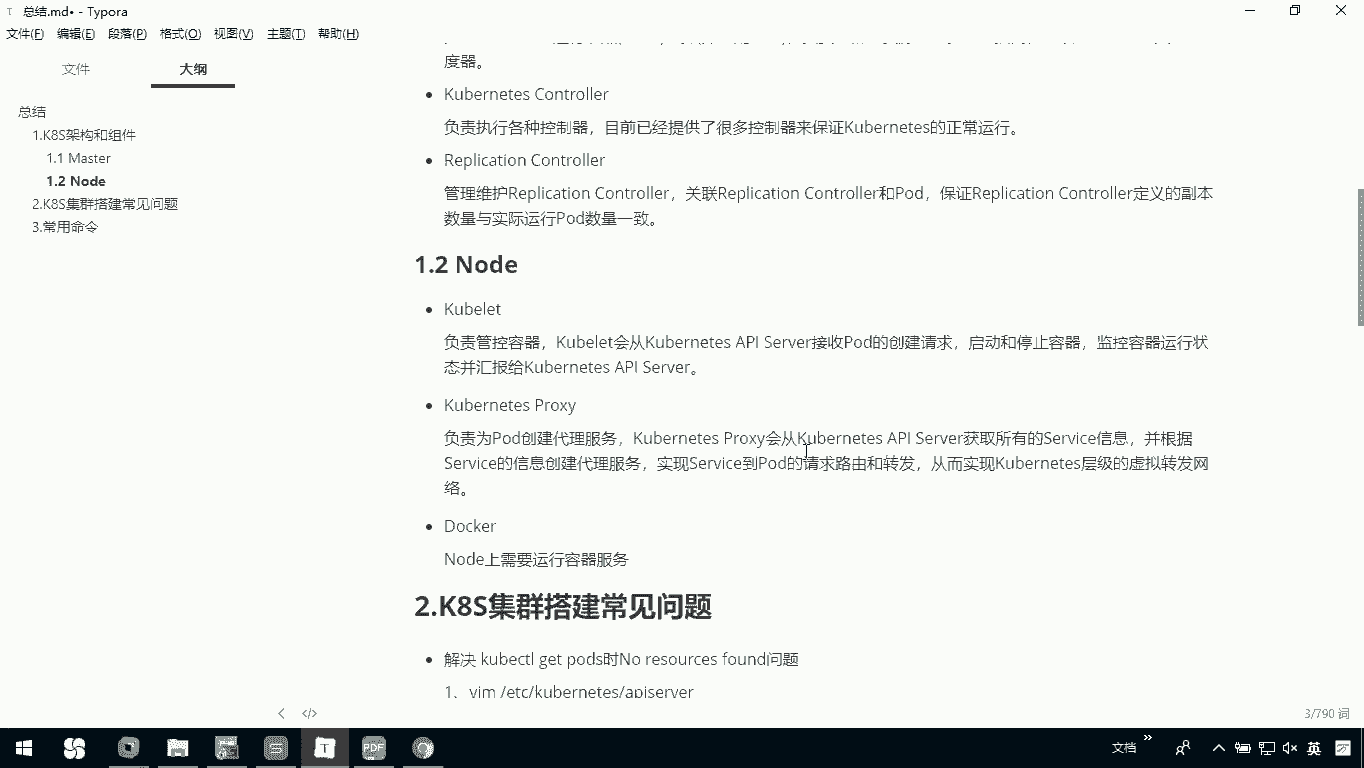 总结.md• - Typora
文件(F) 编辑(E) 段落(P) 格式(O) 视图(V) 主题(T) 帮助(H)
文件 大纲
总结
1.K8S架构和组件
1.1 Master
1.2 Node
2.K8S集群搭建常见问题
3.常用命令
度器。
Kubernetes Controller
负责执行各种控制器，目前已经提供了很多控制器来保证Kubernetes的正常运行。
Replication Controller
管理维护Replication Controller，关联Replication Controller和Pod，保证Replication Controller定义的副本
数量与实际运行Pod数量一致。
1.2 Node
Kubelet
负责管控容器，Kubelet会从Kubernetes API Server接收Pod的创建请求，启动和停止容器，监控容器运行状
态并汇报给Kubernetes API Server。
Kubernetes Proxy
负责为Pod创建代理服务，Kubernetes Proxy会从Kubernetes API Server获取所有的Service信息，并根据
Service的信息创建代理服务，实现Service到Pod的请求路由和转发，从而实现Kubernetes层级的虚拟转发网
络。
Docker
Node上需要运行容器服务
2.K8S集群搭建常见问题
解决 kubectl get pods时No resources found问题
1、vim /etc/kubernetes/apiserver
3/790 词
T PDF 文档 英